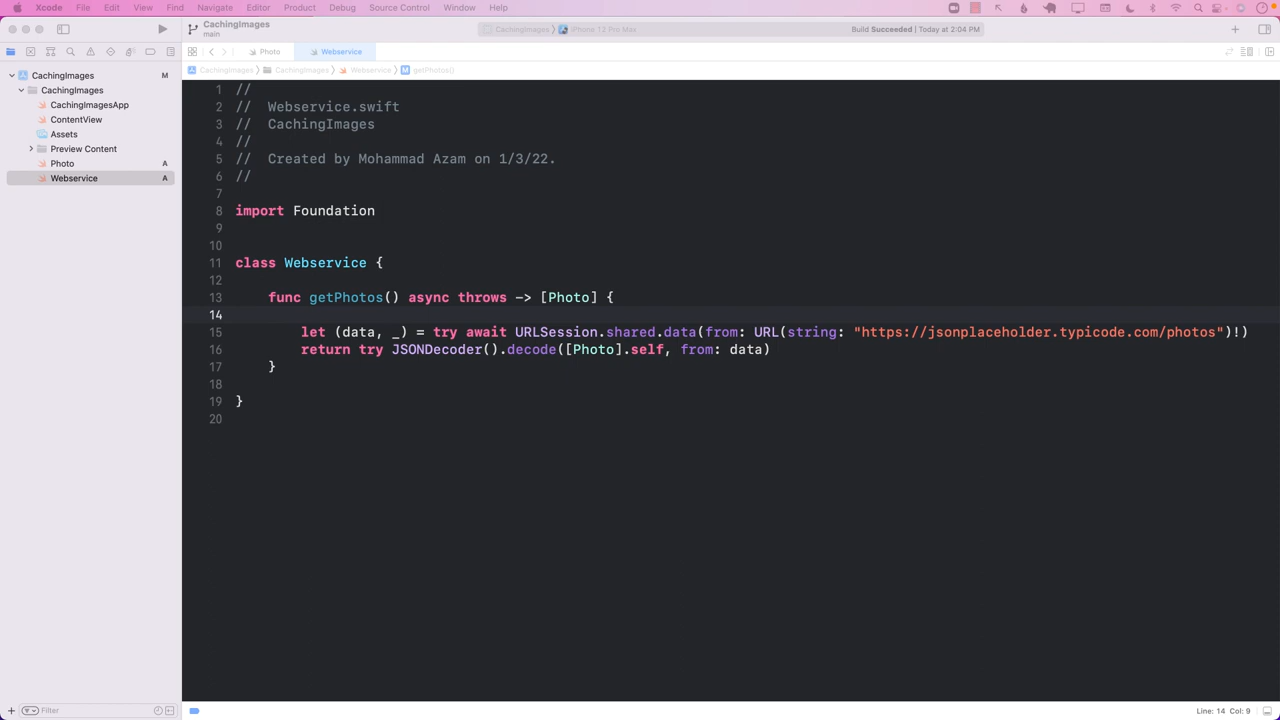 Xcode File Edit View Find Navigate Editor Product Debug Source Control Window Help
CachingImages
main
CachingImages
Build Succeeded | Today at 2:04 PM
Photo
Webservice
CachingImages
CachingImages
Webservice
getPhotos()
CachingImages M
CachingImages
CachingImagesApp
ContentView
Assets
Preview Content
Photo A
Webservice A
1 //
2 // Webservice.swift
3 // CachingImages
4 //
5 // Created by Mohammad Azam on 1/3/22.
6 //
7
8 import Foundation
9
10
11 class Webservice {
12
13 func getPhotos() async throws -> [Photo] {
14
15 let (data, _) = try await URLSession.shared.data(from: URL(string: "https://jsonplaceholder.typicode.com/photos")!)
16 return try JSONDecoder().decode([Photo].self, from: data)
17 }
18
19 }
20
Filter
Line: 14 Col: 9